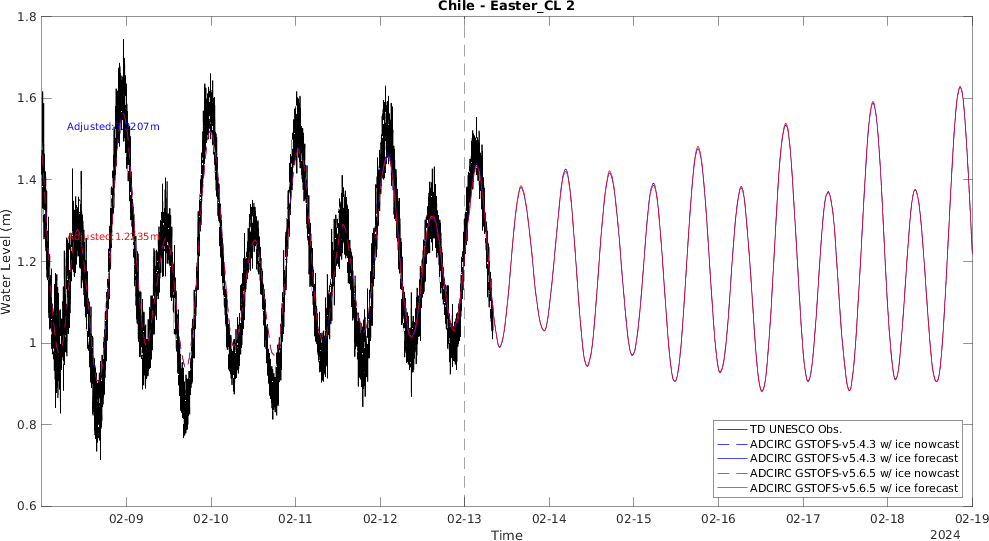 Chile - Easter_CL 2
Water Level (m)
1.8
1.6
1.4
1.2
1
0.8
0.6
Adjusted:
02-09
02-10
02-11
02-12
02-13
02-14
02-15
02-16
02-17
02-18
02-19
Time
2024
TD UNESCO Obs.
ADCIRC GSTOFS-v5.4.3 w/ ice nowcast
ADCIRC GSTOFS-v5.4.3 w/ ice forecast
ADCIRC GSTOFS-v5.6.5 w/ ice nowcast
ADCIRC GSTOFS-v5.6.5 w/ ice forecast